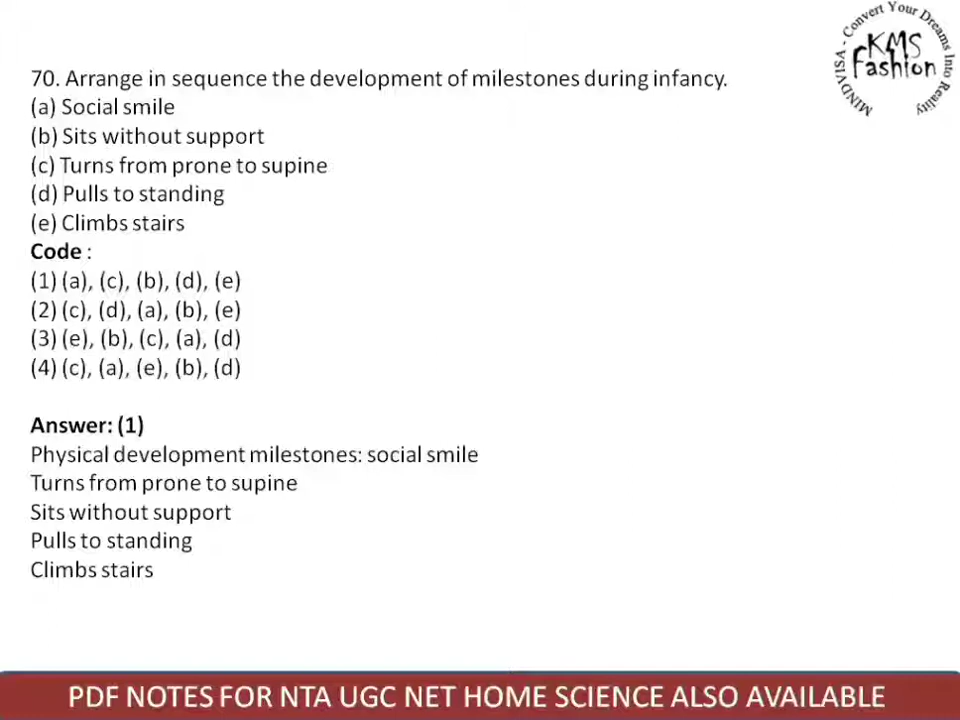 70. Arrange in sequence the development of milestones during infancy.
(a) Social smile
(b) Sits without support
(c) Turns from prone to supine
(d) Pulls to standing
(e) Climbs stairs
Code :
(1) (a), (c), (b), (d), (e)
(2) (c), (d), (a), (b), (e)
(3) (e), (b), (c), (a), (d)
(4) (c), (a), (e), (b), (d)
Answer: (1)
Physical development milestones: social smile
Turns from prone to supine
Sits without support
Pulls to standing
Climbs stairs
MINDVISA - Convert Your Dreams Into Reality
KMS
Fashion
PDF NOTES FOR NTA UGC NET HOME SCIENCE ALSO AVAILABLE